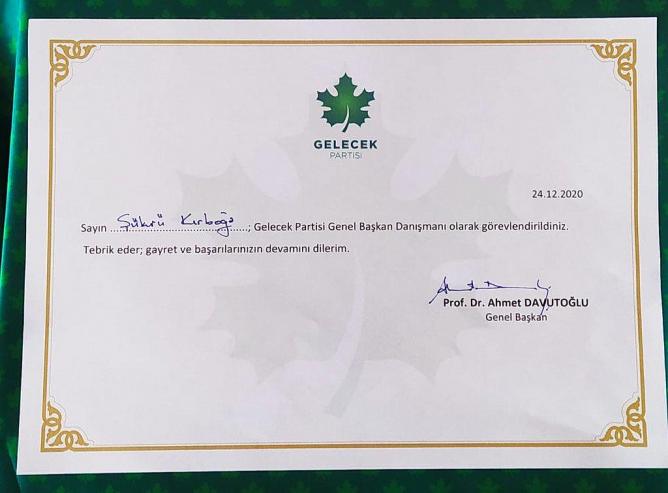 GELECEK
PARTİSİ
24.12.2020
Sayın Şükrü Kırboğa; Gelecek Partisi Genel Başkan Danışmanı olarak görevlendirildiniz.
Tebrik eder; gayret ve başarılarınızın devamını dilerim.
Prof. Dr. Ahmet DAVUTOĞLU
Genel Başkan